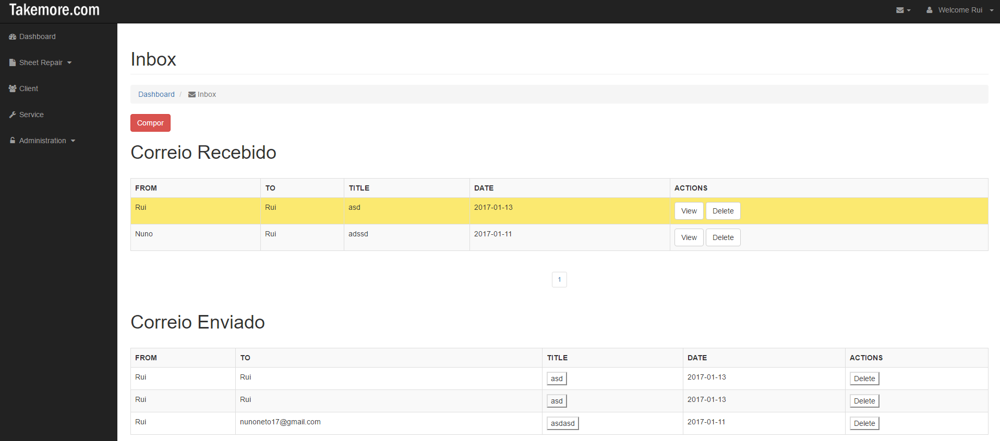 Takemore.com
Welcome Rui
Dashboard
Sheet Repair
Client
Service
Administration
Inbox
Dashboard / Inbox
Compor
Correio Recebido
FROM TO TITLE DATE ACTIONS
Rui Rui asd 2017-01-13 View Delete
Nuno Rui adssd 2017-01-11 View Delete
1
Correio Enviado
FROM TO TITLE DATE ACTIONS
Rui Rui asd 2017-01-13 Delete
Rui Rui asd 2017-01-13 Delete
Rui nunoneto17@gmail.com asdasd 2017-01-11 Delete